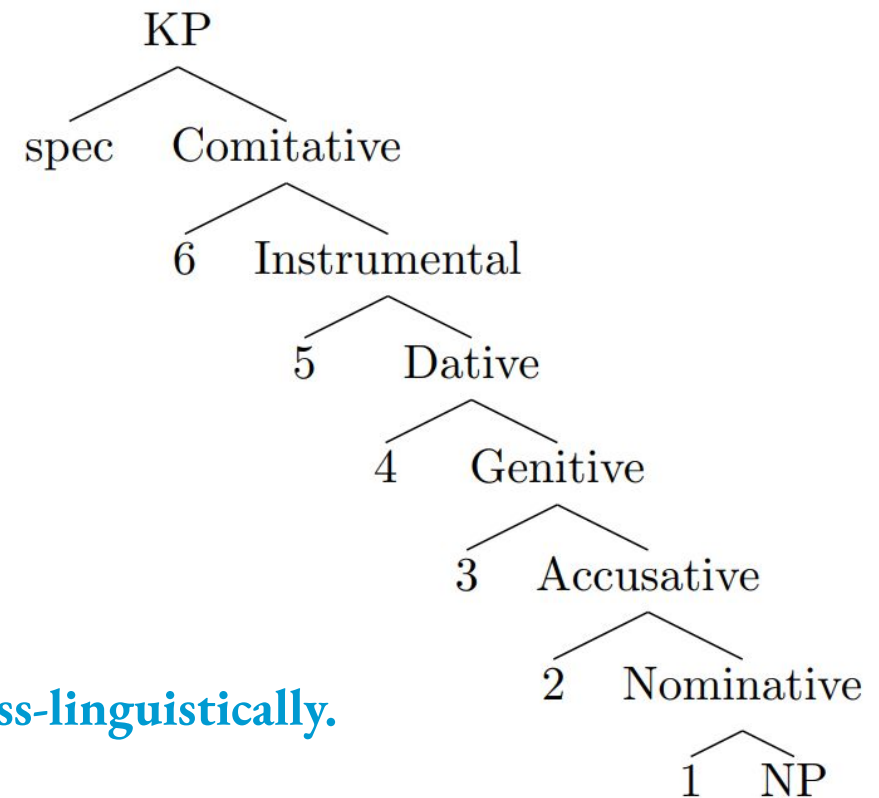 KP
spec Comitative
6 Instrumental
5 Dative
4 Genitive
3 Accusative
2 Nominative
ss-linguistically.
1 NP